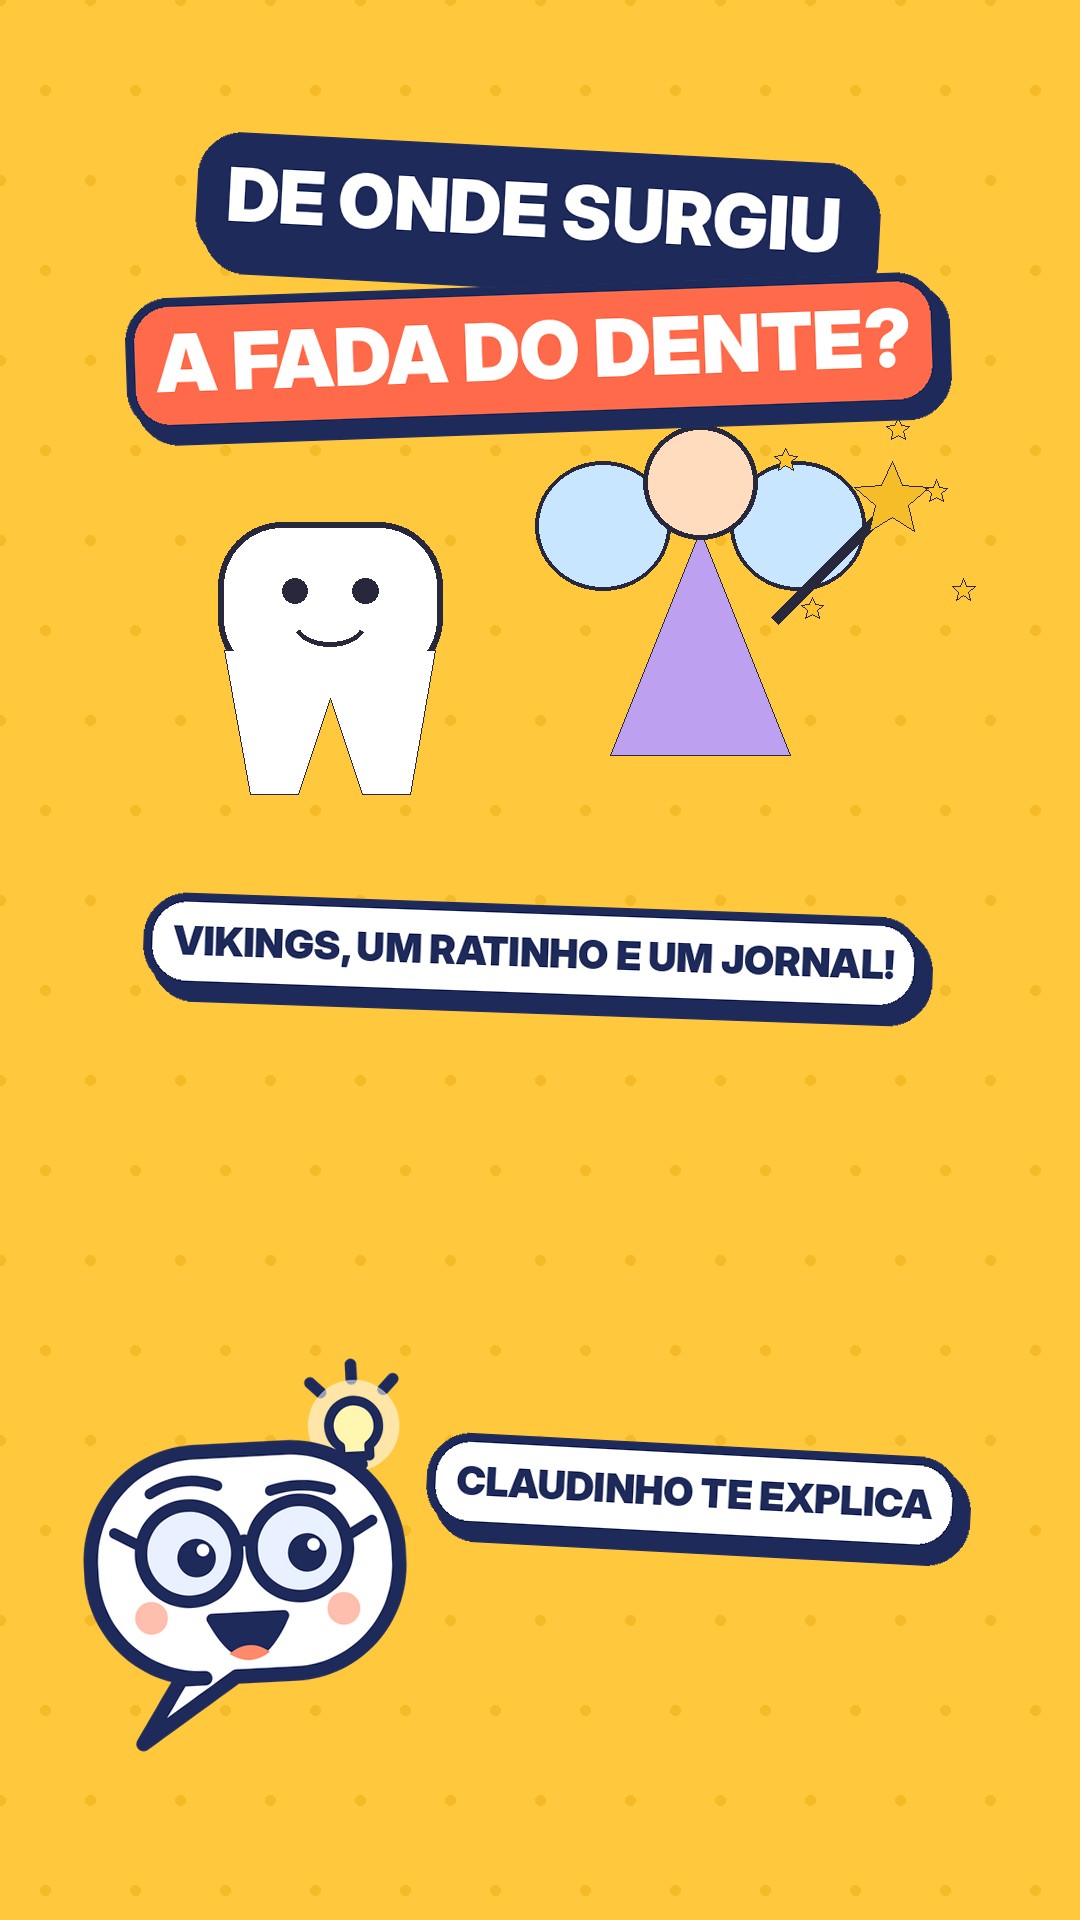 DE ONDE SURGIU
A FADA DO DENTE?
VIKINGS, UM RATINHO E UM JORNAL!
CLAUDINHO TE EXPLICA